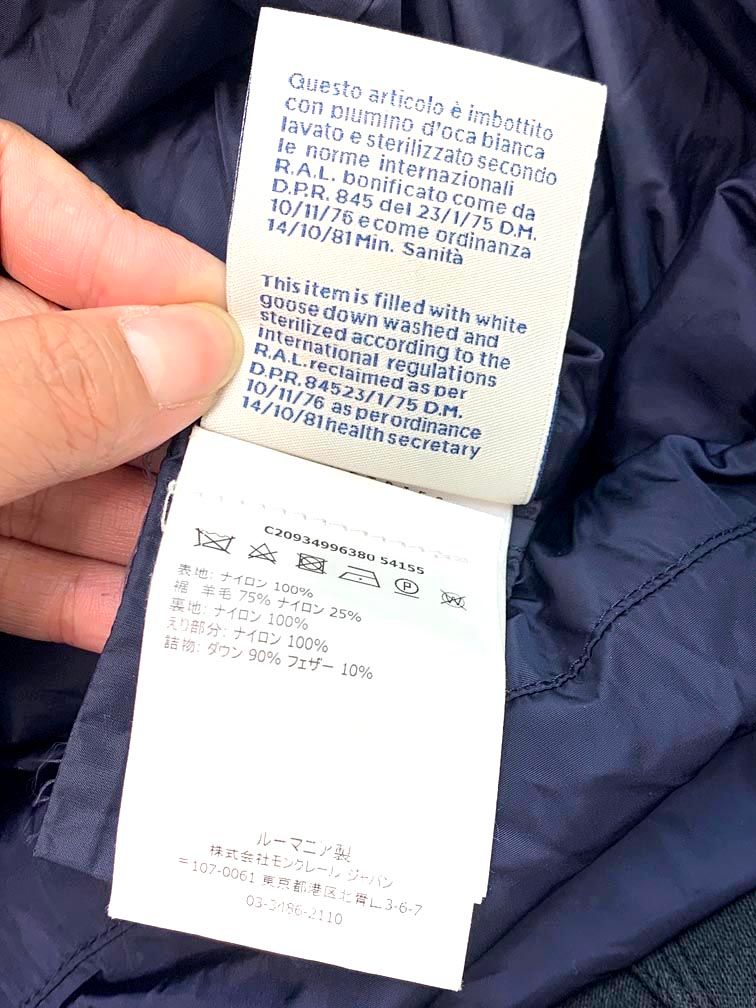 Questo articolo è imbottito
con piumino d'oca bianca
lavato e sterilizzato secondo
le norme internazionali
R.A.L. bonificato come da
D.P.R. 845 del 23/1/75 D.M.
10/11/76 e come ordinanza
14/10/81 Min. Sanità
This item is filled with white
goose down washed and
sterilized according to the
international regulations
R.A.L. reclaimed as per
D.P.R. 84523/1/75 D.M.
10/11/76 as per ordinance
14/10/81 health secretary
C20934996380 54155
P
W
表地: ナイロン 100%
裾 羊毛 75% ナイロン 25%
裏地: ナイロン 100%
えり部分: ナイロン 100%
詰物: ダウン 90% フェザー 10%
ルーマニア製
株式会社モンクレール ジャパン
〒107-0061 東京都港区北青山 3-6-7
03-3486-2110